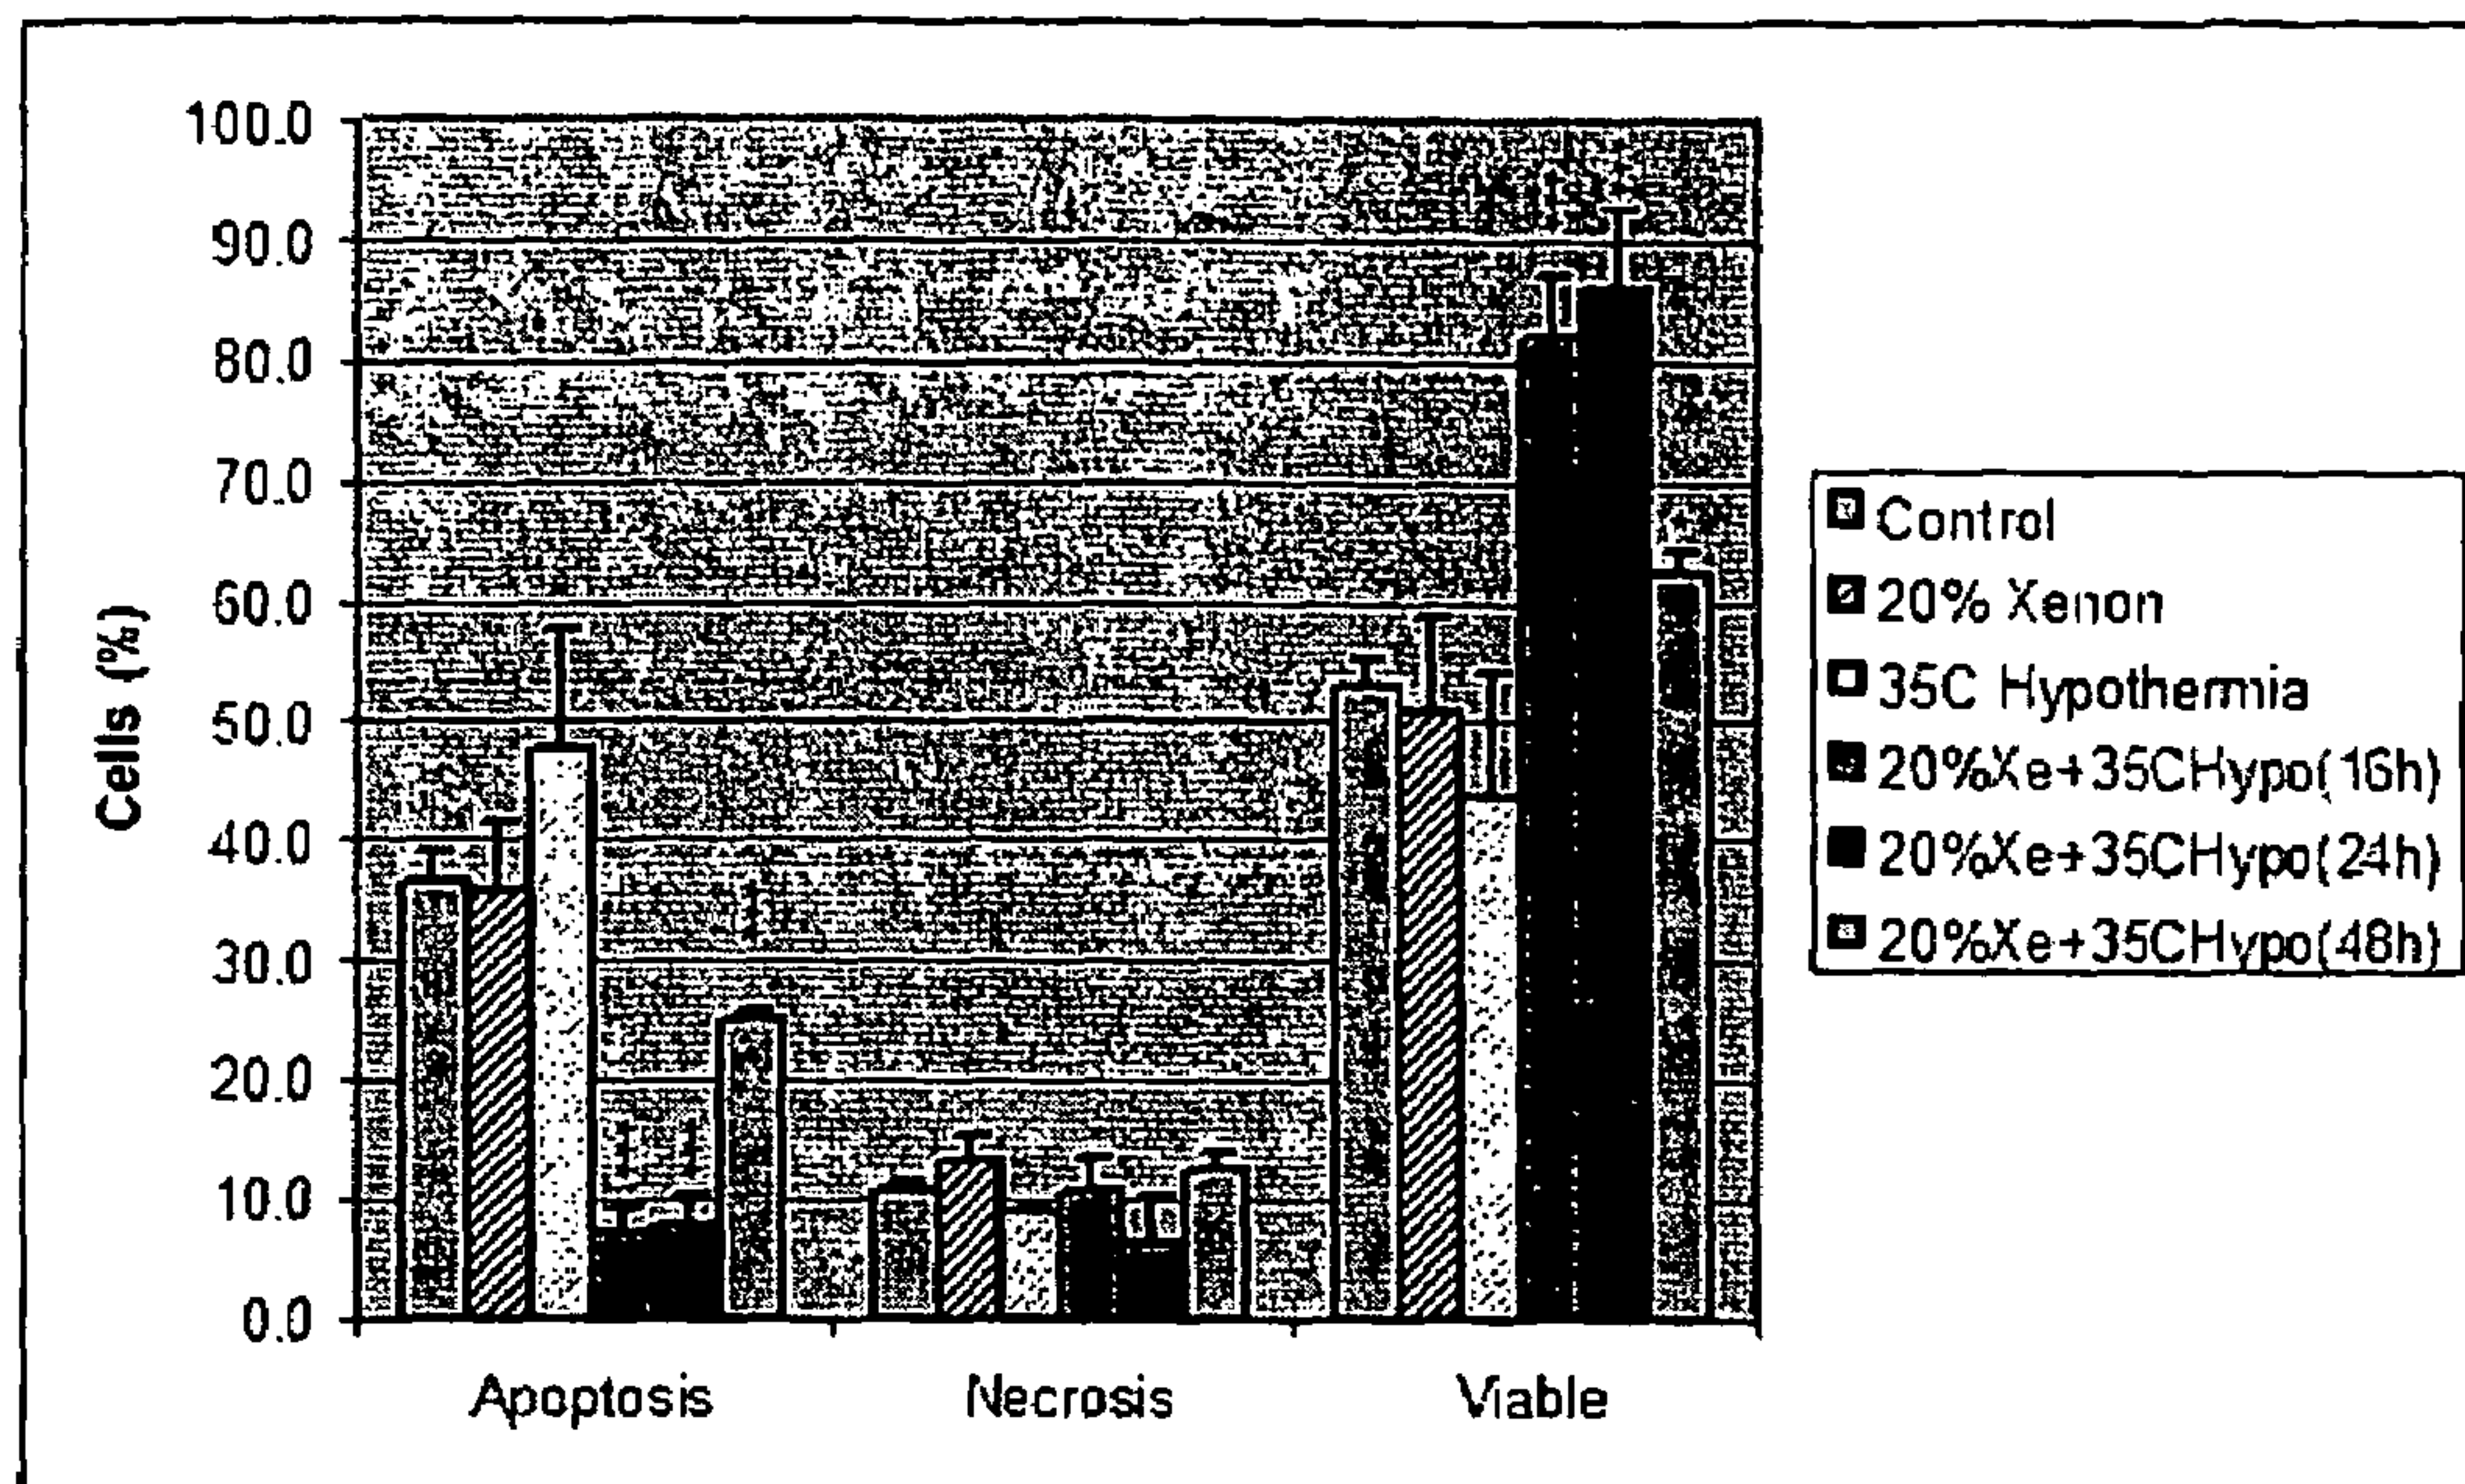 100.0
90.0
80.0
70.0
60.0
50.0
40.0
30.0
20.0
10.0
0.0
Cells (%)
Apoptosis
Necrosis
Viable
Control
20% Xenon
35C Hypothermia
20%Xe+35CHypo(16h)
20%Xe+35CHypo(24h)
20%Xe+35CHypo(48h)